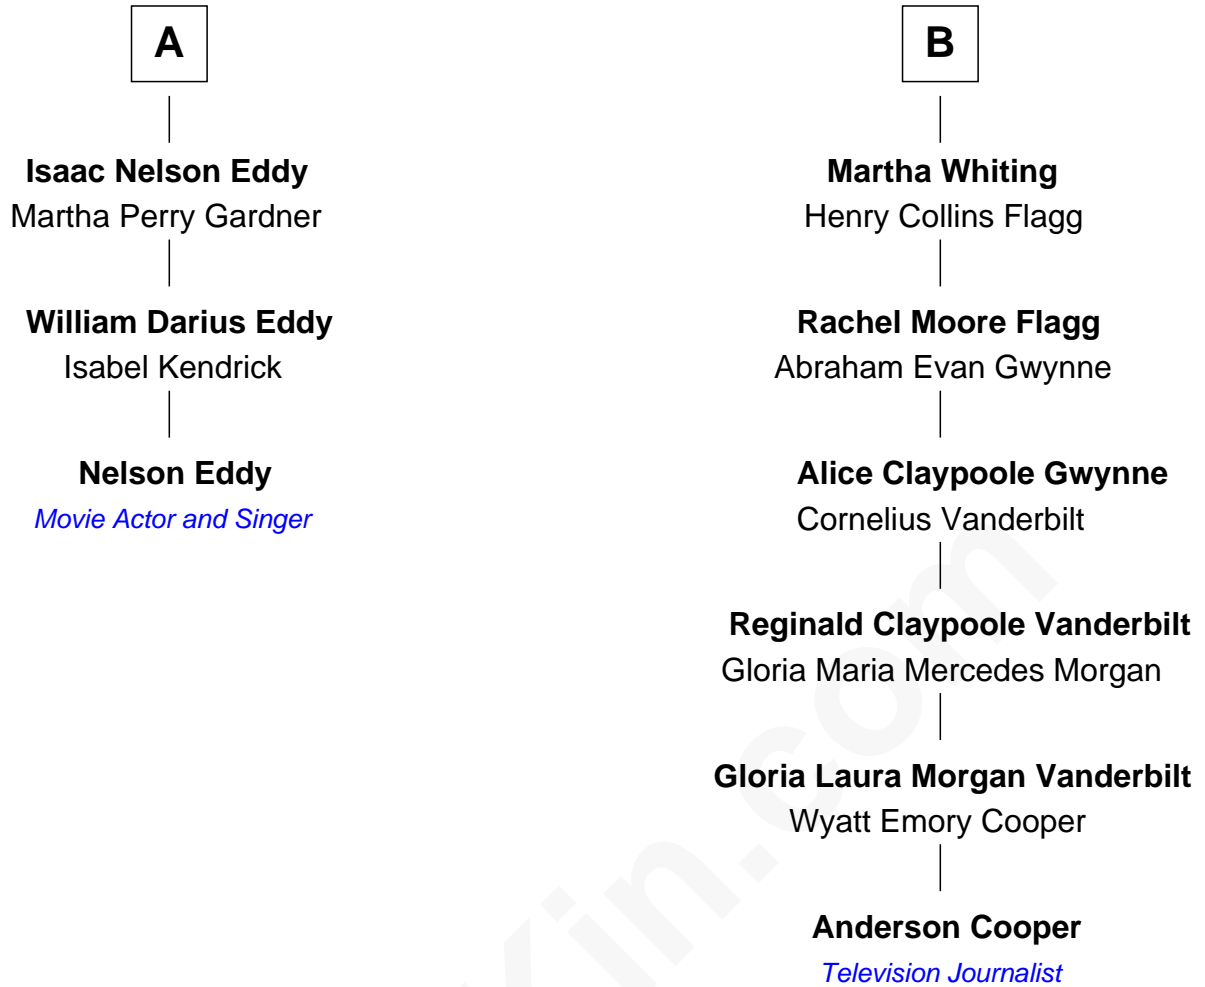 A
Isaac Nelson Eddy
Martha Perry Gardner
William Darius Eddy
Isabel Kendrick
Nelson Eddy
Movie Actor and Singer
B
Martha Whiting
Henry Collins Flagg
Rachel Moore Flagg
Abraham Evan Gwynne
Alice Claypoole Gwynne
Cornelius Vanderbilt
Reginald Claypoole Vanderbilt
Gloria Maria Mercedes Morgan
Gloria Laura Morgan Vanderbilt
Wyatt Emory Cooper
Anderson Cooper
Television Journalist
Kin.com